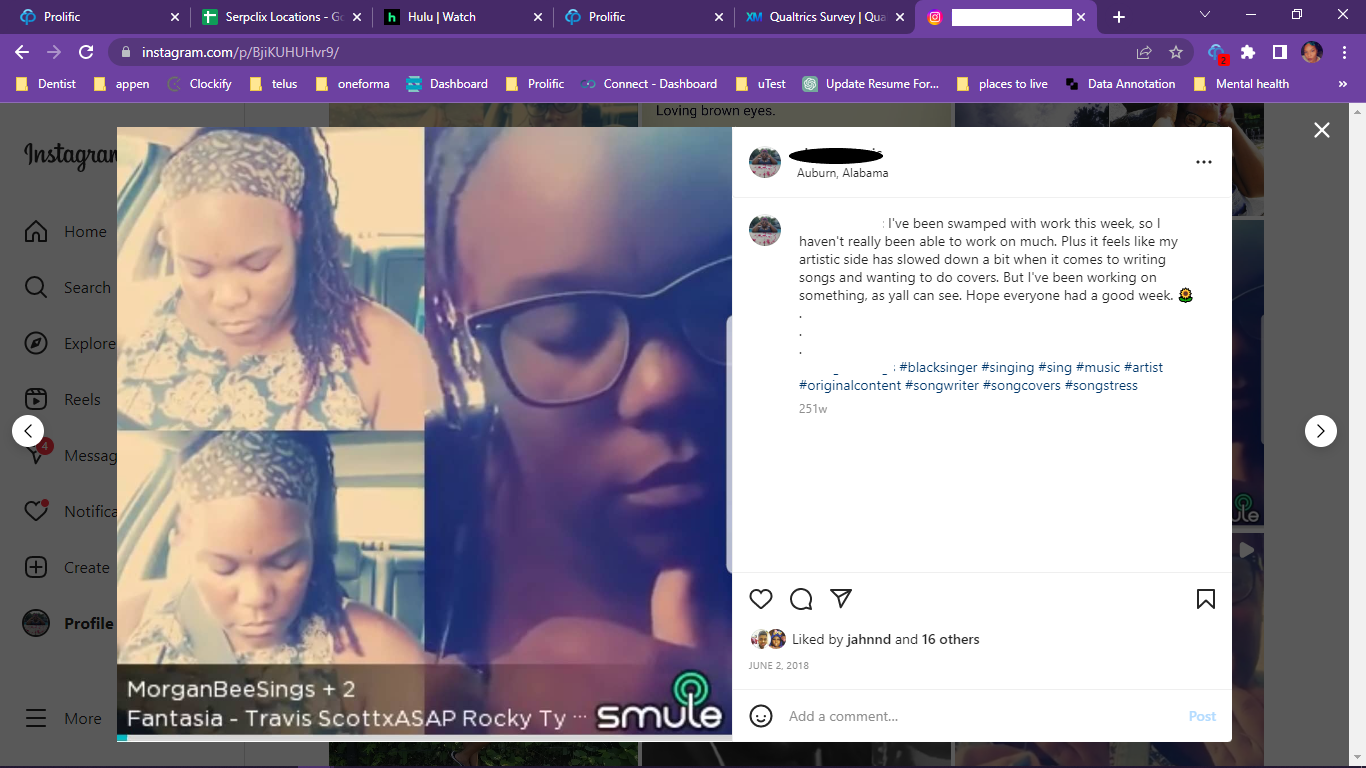 Prolific
Serpclix Locations - Go
Hulu | Watch
Prolific
Qualtrics Survey | Qua
instagram.com/p/BjiKUHUHvr9/
2
Dentist
appen
Clockify
telus
oneforma
Dashboard
Prolific
Connect - Dashboard
uTest
Update Resume For...
places to live
Data Annotation
Mental health
»
Loving brown eyes.
Instagram
Home
Search
Explore
Reels
4
Messag
Notifica
Create
Profile
More
MorganBeeSings + 2
Fantasia - Travis ScottxASAP Rocky Ty ...
smule
Auburn, Alabama
I've been swamped with work this week, so I
haven't really been able to work on much. Plus it feels like my
artistic side has slowed down a bit when it comes to writing
songs and wanting to do covers. But I've been working on
something, as yall can see. Hope everyone had a good week. 🌻
.
.
.
#blacksinger #singing #sing #music #artist
#originalcontent #songwriter #songcovers #songstress
251w
Liked by jahnnd and 16 others
JUNE 2, 2018
Add a comment...
Post